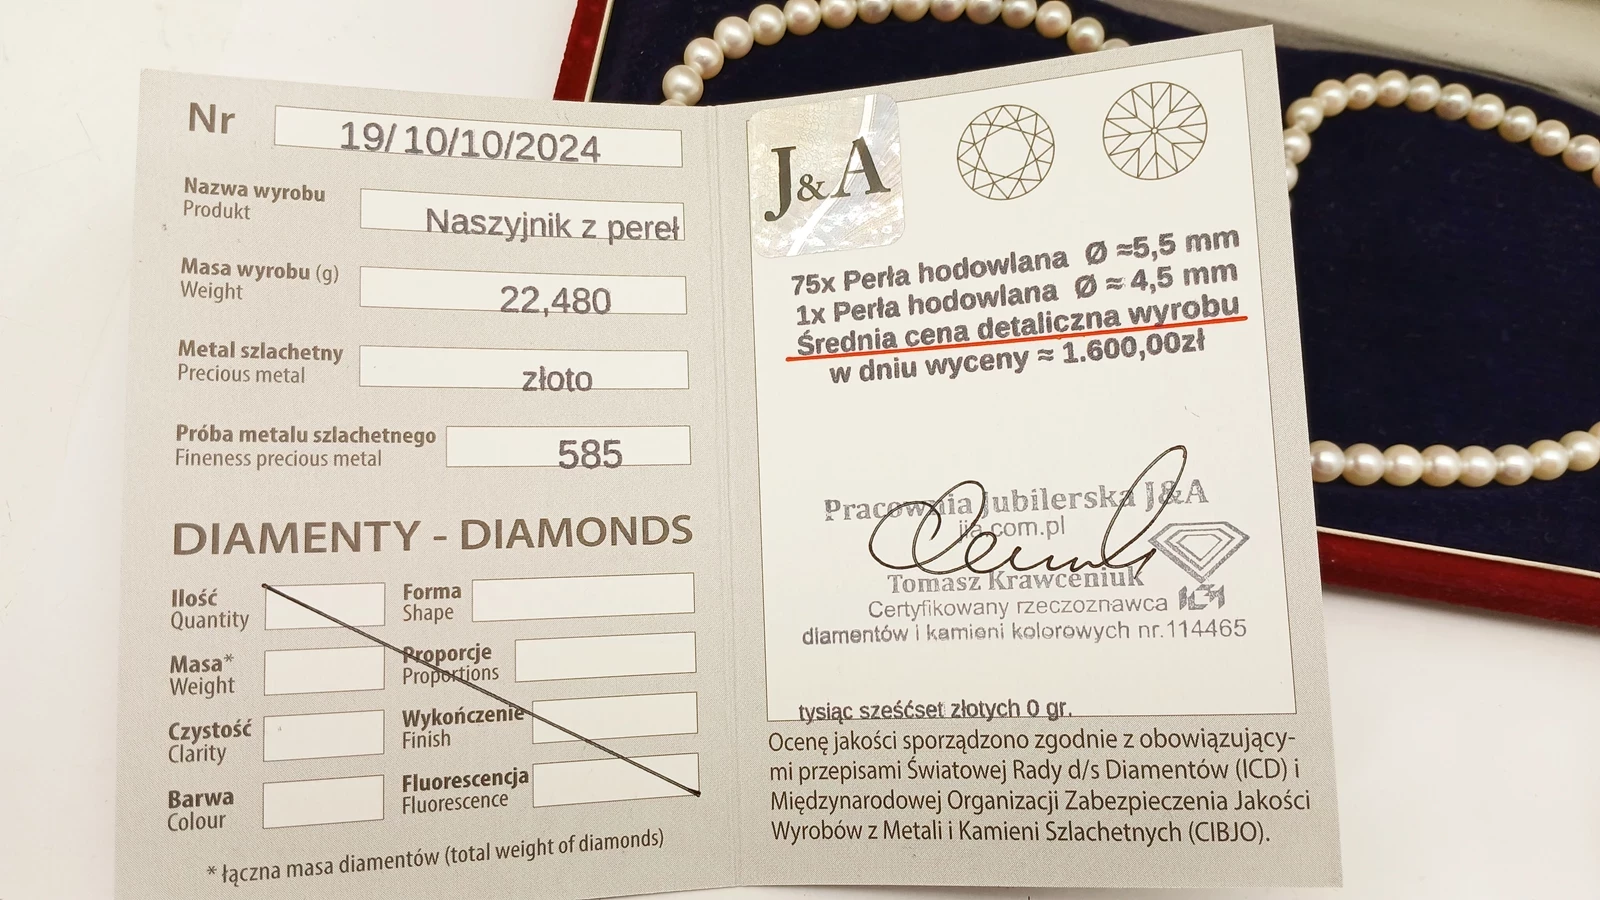 Nr 19/10/10/2024
Nazwa wyrobu
Produkt
Naszyjnik z pereł
Masa wyrobu (g)
Weight
22,480
Metal szlachetny
Precious metal
złoto
Próba metalu szlachetnego
Fineness precious metal
585
DIAMENTY - DIAMONDS
Ilość
Quantity
Forma
Shape
Masa*
Weight
Proporcje
Proportions
Czystość
Clarity
Wykończenie
Finish
Barwa
Colour
Fluorescencja
Fluorescence
* łączna masa diamentów (total weight of diamonds)
J&A
75x Perła hodowlana Ø ≈5,5 mm
1x Perła hodowlana Ø ≈ 4,5 mm
Średnia cena detaliczna wyrobu
w dniu wyceny ≈ 1.600,00zł
Pracownia Jubilerska J&A
jja.com.pl
Tomasz Krawceniuk
Certyfikowany rzeczoznawca
diamentów i kamieni kolorowych nr.114465
tysiąc sześćset złotych 0 gr.
Ocenę jakości sporządzono zgodnie z obowiązujący-
mi przepisami Światowej Rady d/s Diamentów (ICD) i
Międzynarodowej Organizacji Zabezpieczenia Jakości
Wyrobów z Metali i Kamieni Szlachetnych (CIBJO).